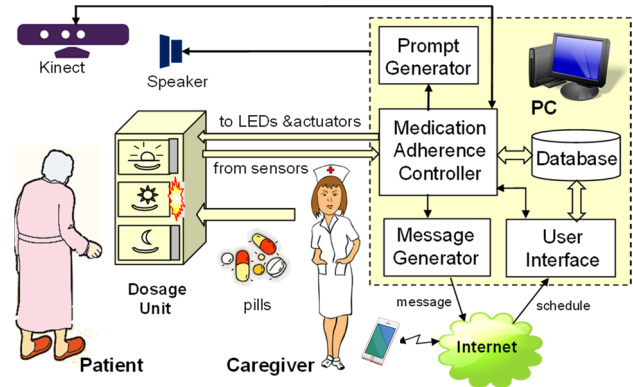 Kinect
Speaker
Prompt
Generator
PC
to LEDs &actuators
from sensors
Medication
Adherence
Controller
Database
Message
Generator
User
Interface
Dosage
Unit
pills
message
schedule
Internet
Patient
Caregiver